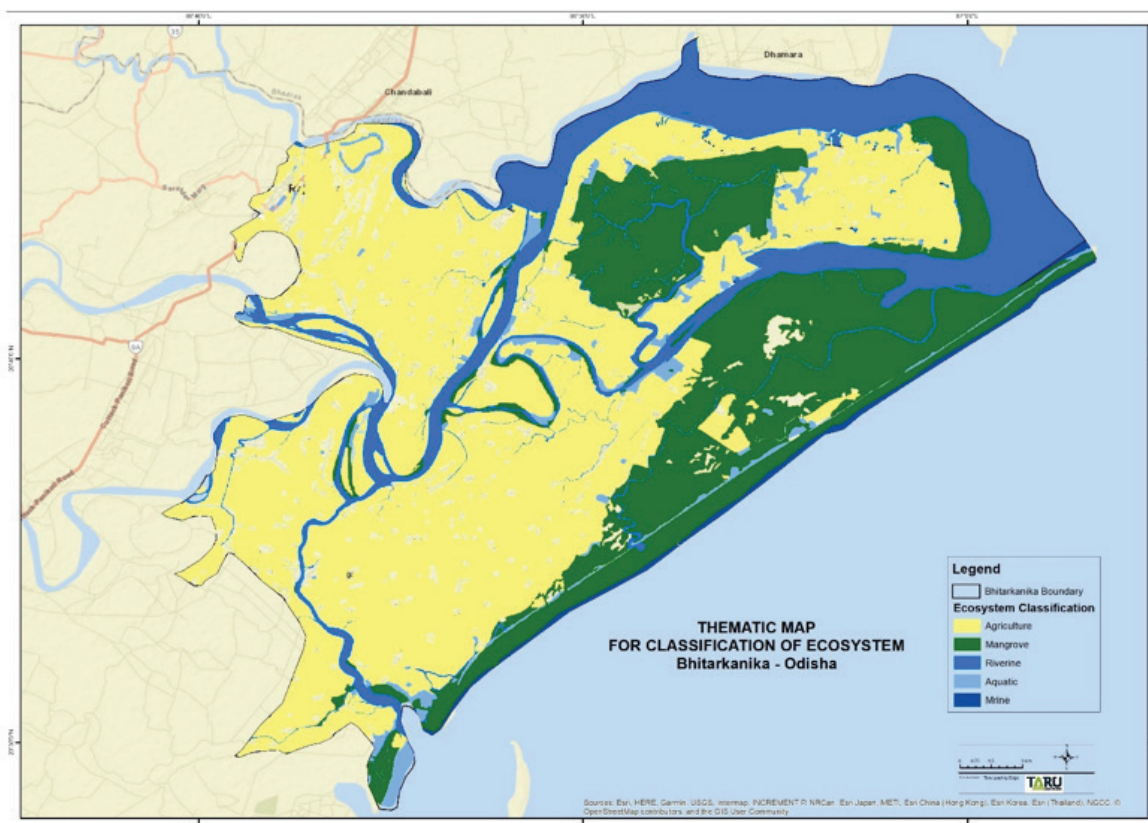 Dhamara
35
Chandabali
9A
THEMATIC MAP
FOR CLASSIFICATION OF ECOSYSTEM
Bhitarkanika - Odisha
Legend
Bhitarkanika Boundary
Ecosystem Classification
Agriculture
Mangrove
Riverine
Aquatic
Mrine
TARU
Sources: Esri, HERE, Garmin, USGS, Intermap, INCREMENT P, NRCan, Esri Japan, METI, Esri China (Hong Kong), Esri Korea, Esri (Thailand), NGCC, ©
OpenStreetMap contributors, and the GIS User Community